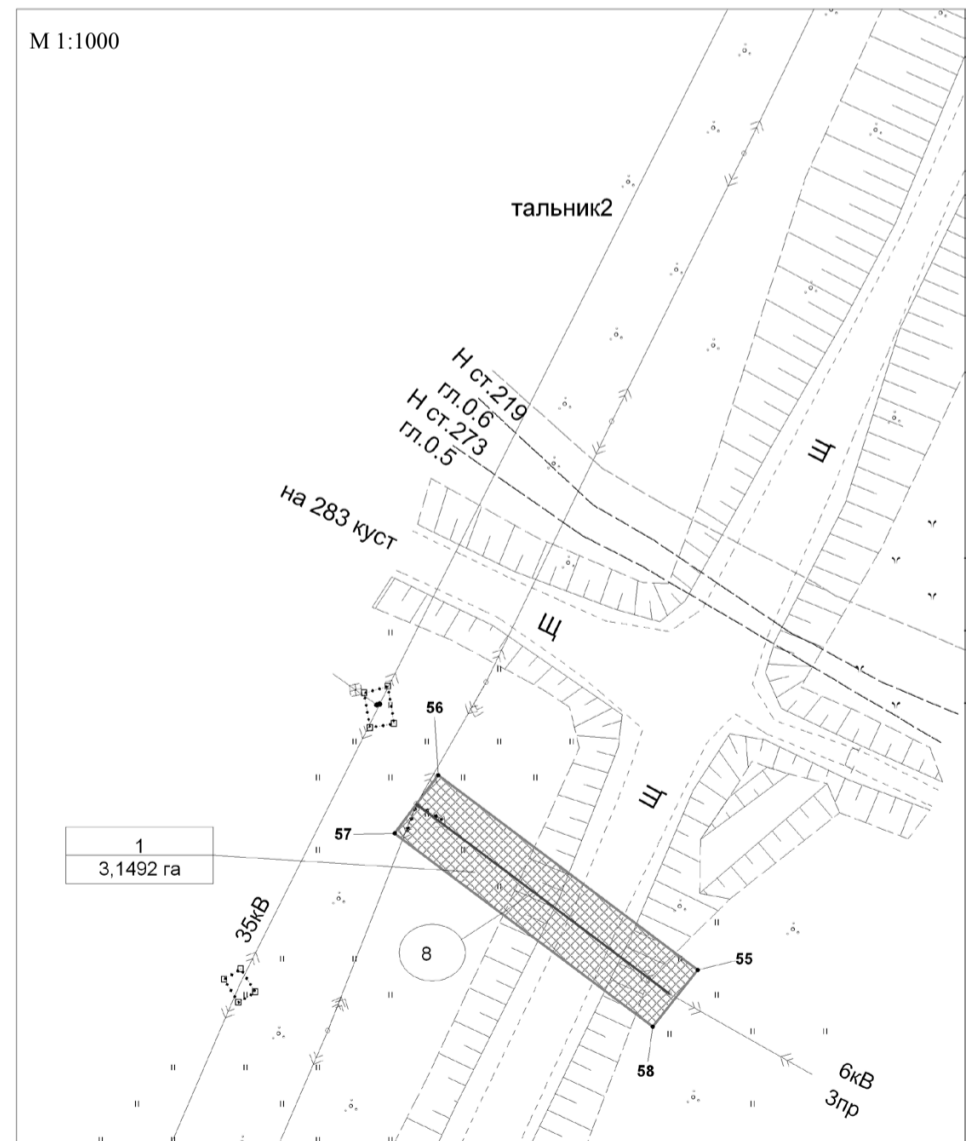 М 1:1000
тальник2
Н ст.219
гл.0.6
Н ст.273
гл.0.5
на 283 куст
Щ
Щ
Щ
56
57
1
3,1492 га
35кВ
8
55
58
6кВ
3пр